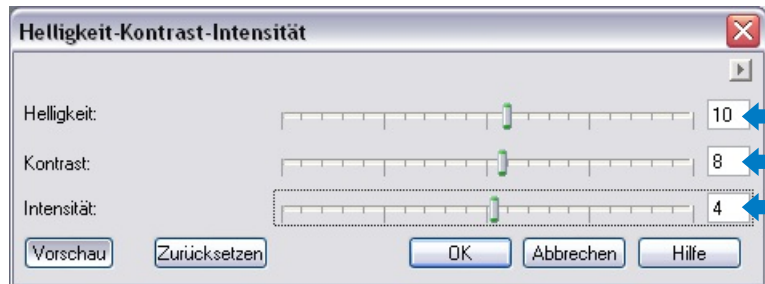 Helligkeit-Kontrast-Intensität
Helligkeit: 10
Kontrast: 8
Intensität: 4
Vorschau Zurücksetzen OK Abbrechen Hilfe